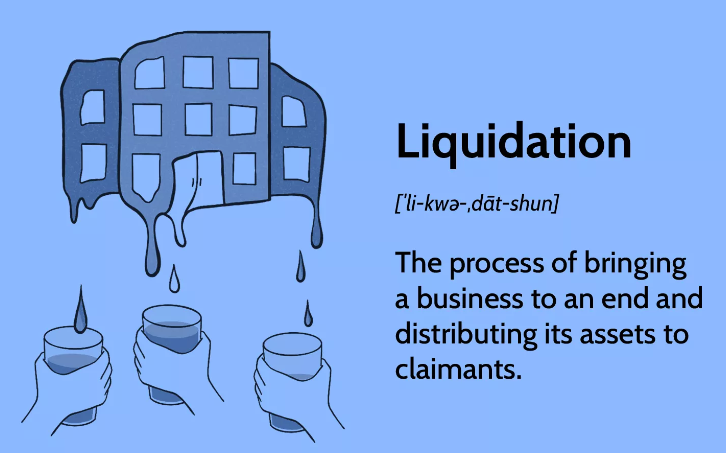 Liquidation
[ˈli-kwə-ˌdāt-shun]
The process of bringing
a business to an end and
distributing its assets to
claimants.